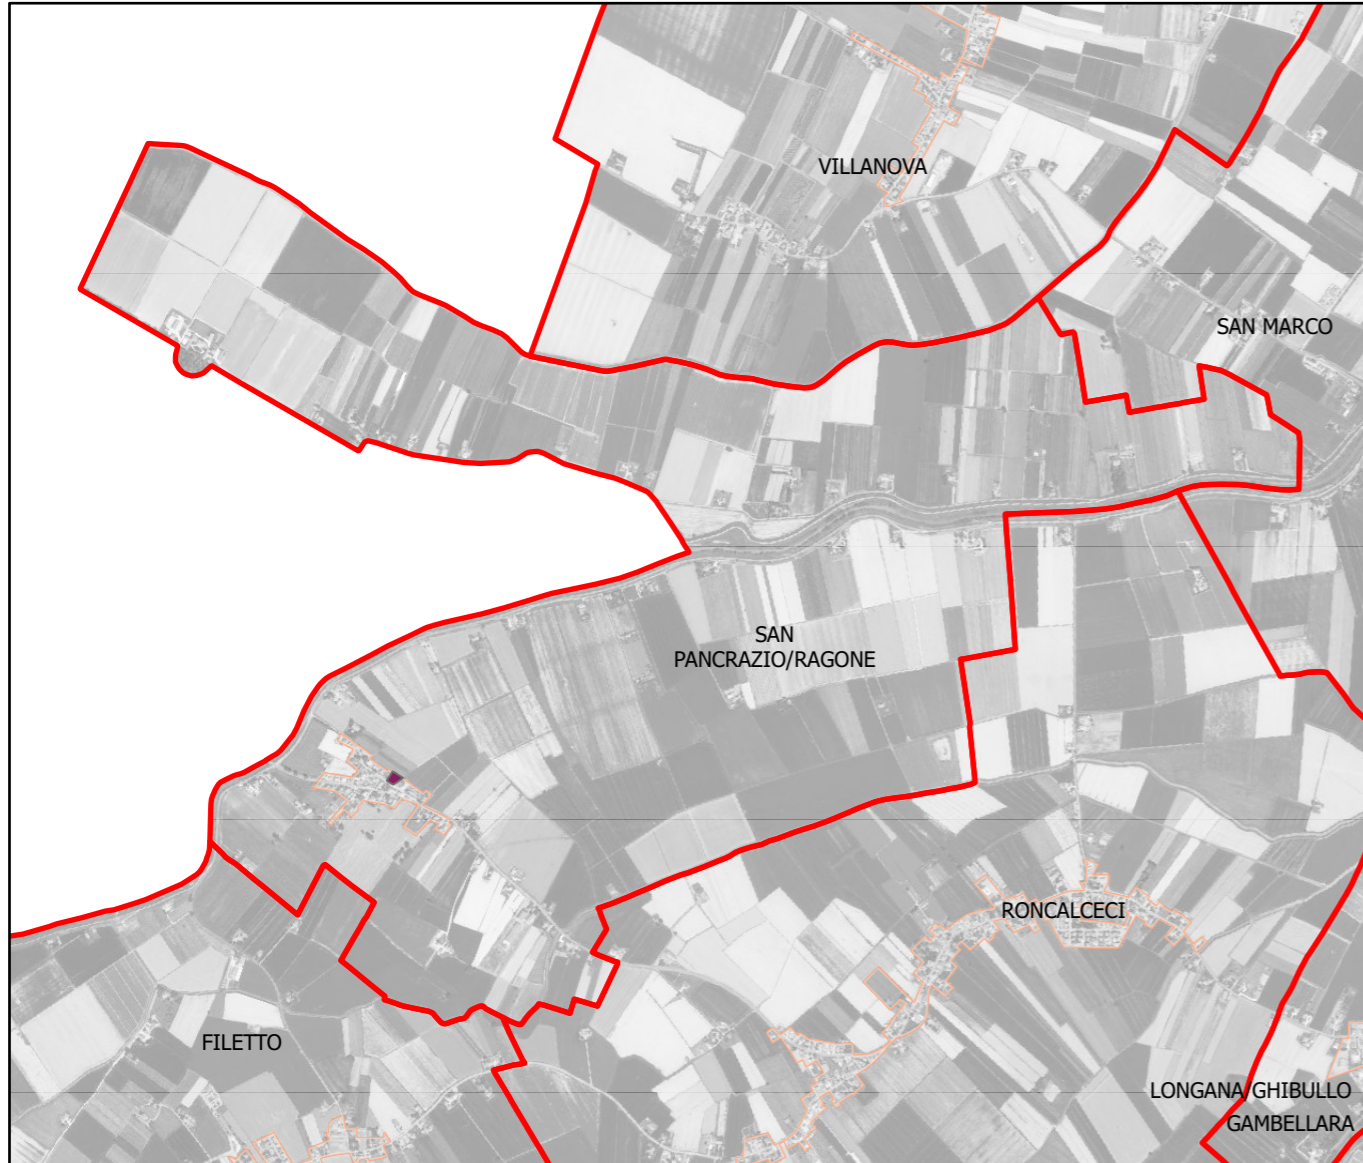 VILLANOVA
SAN MARCO
SAN
PANCRAZIO/RAGONE
RONCALCECI
FILETTO
LONGANA/GHIBULLO
GAMBELLARA